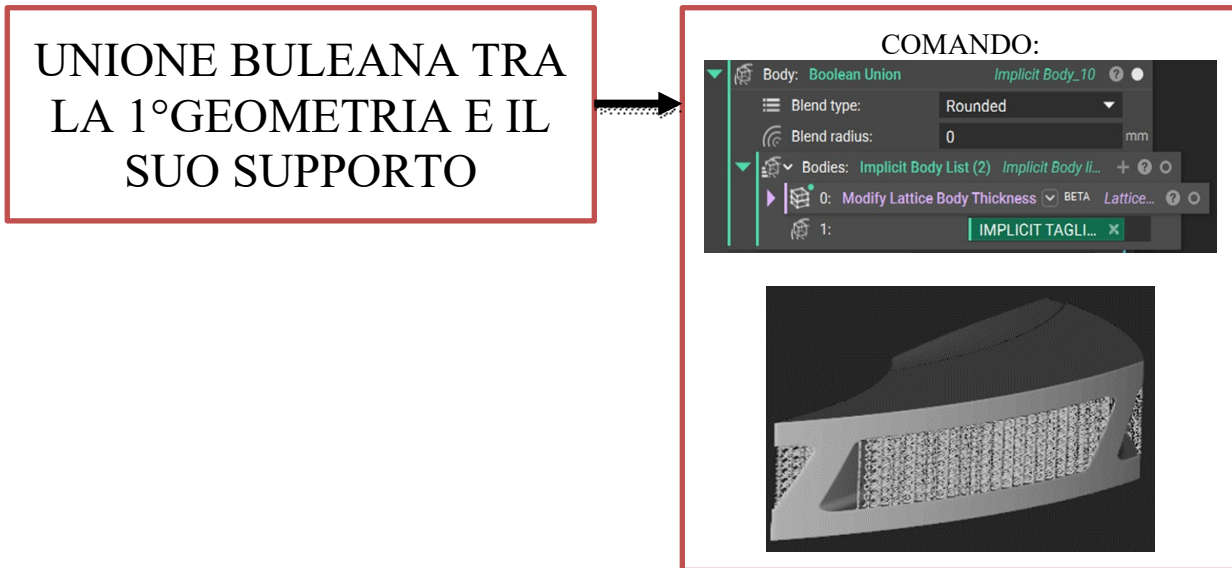 UNIONE BULEANA TRA
LA 1°GEOMETRIA E IL
SUO SUPPORTO
COMANDO:
Body: Boolean Union Implicit Body_10
Blend type: Rounded
Blend radius: 0 mm
Bodies: Implicit Body List (2) Implicit Body li...
0: Modify Lattice Body Thickness BETA Lattice...
1: IMPLICIT TAGLI...